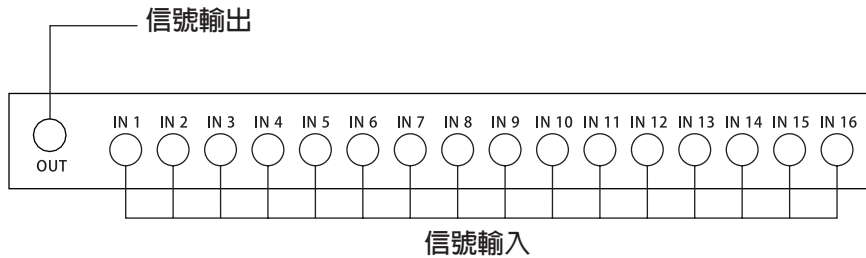 信號輸出
IN 1 IN 2 IN 3 IN 4 IN 5 IN 6 IN 7 IN 8 IN 9 IN 10 IN 11 IN 12 IN 13 IN 14 IN 15 IN 16
OUT
信號輸入